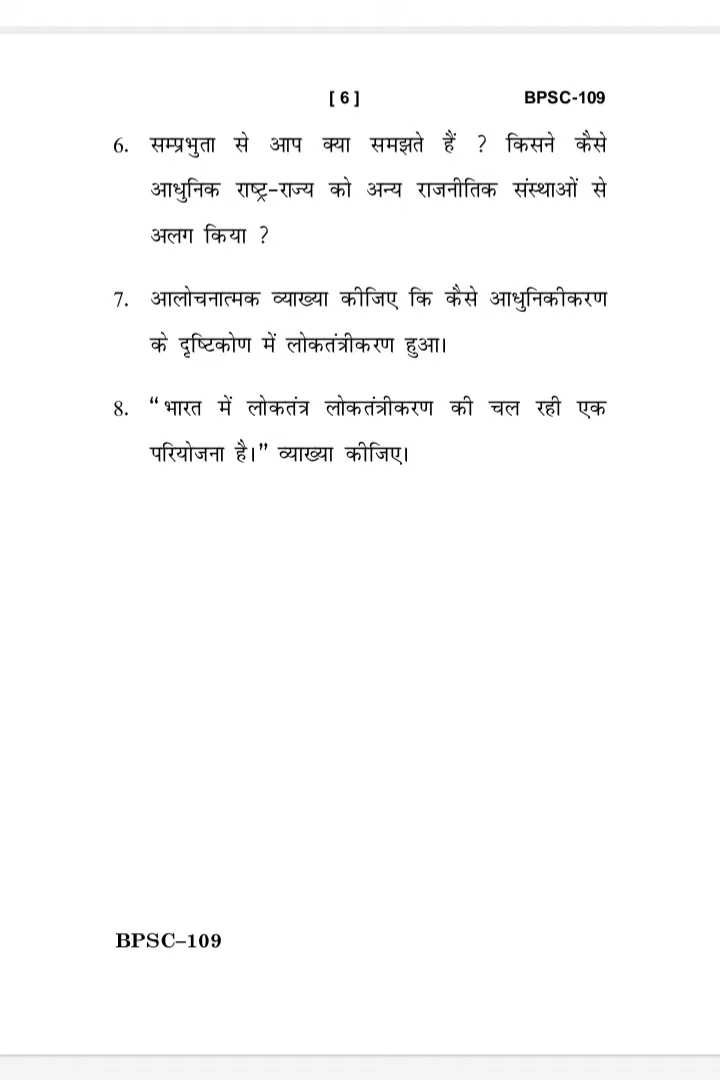 [ 6 ] BPSC-109
6. सम्प्रभुता से आप क्या समझते हैं ? किसने कैसे
आधुनिक राष्ट्र-राज्य को अन्य राजनीतिक संस्थाओं से
अलग किया ?
7. आलोचनात्मक व्याख्या कीजिए कि कैसे आधुनिकीकरण
के दृष्टिकोण में लोकतंत्रीकरण हुआ।
8. “भारत में लोकतंत्र लोकतंत्रीकरण की चल रही एक
परियोजना है।” व्याख्या कीजिए।
BPSC–109